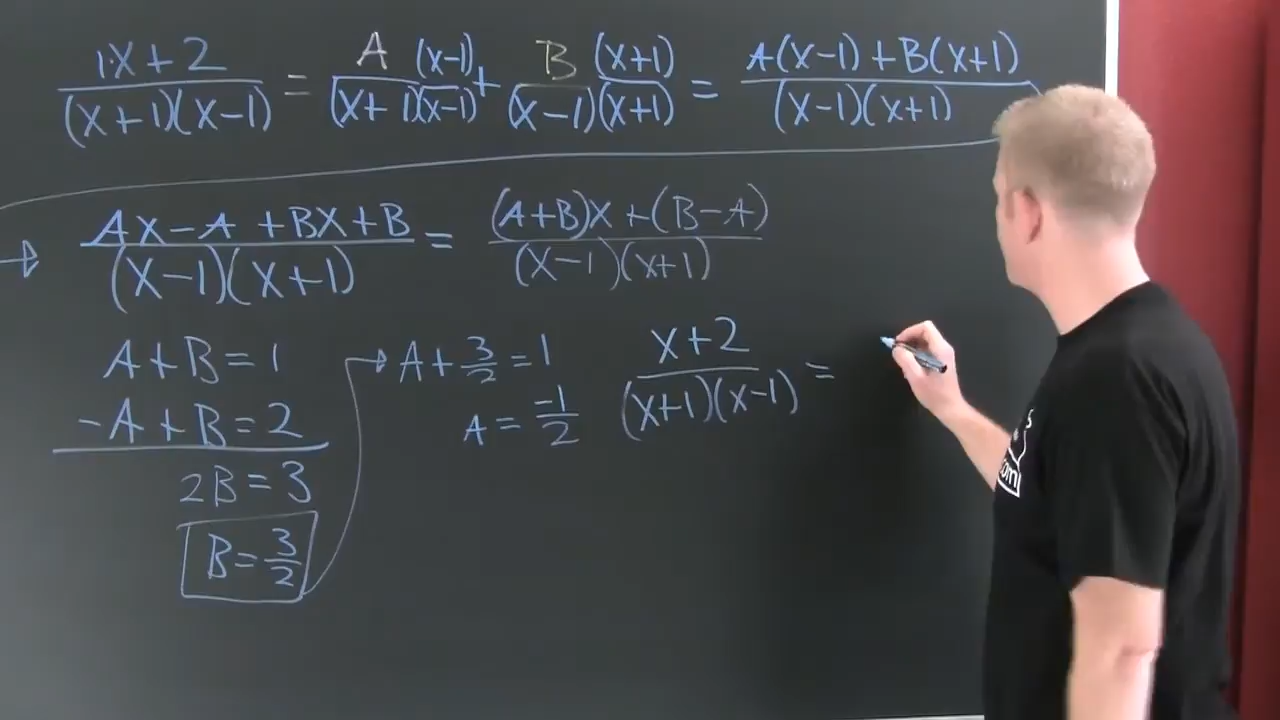 1·x + 2 / (x + 1)(x - 1) = A (x-1) / (x + 1)(x-1) + B (x+1) / (x - 1)(x+1) = A(x-1) + B(x+1) / (x-1)(x+1)
→ Ax - A + Bx + B / (x-1)(x+1) = (A+B)x + (B-A) / (x-1)(x+1)
A + B = 1
-A + B = 2
2B = 3
B = 3/2
→ A + 3/2 = 1
A = -1/2
x+2 / (x+1)(x-1) =